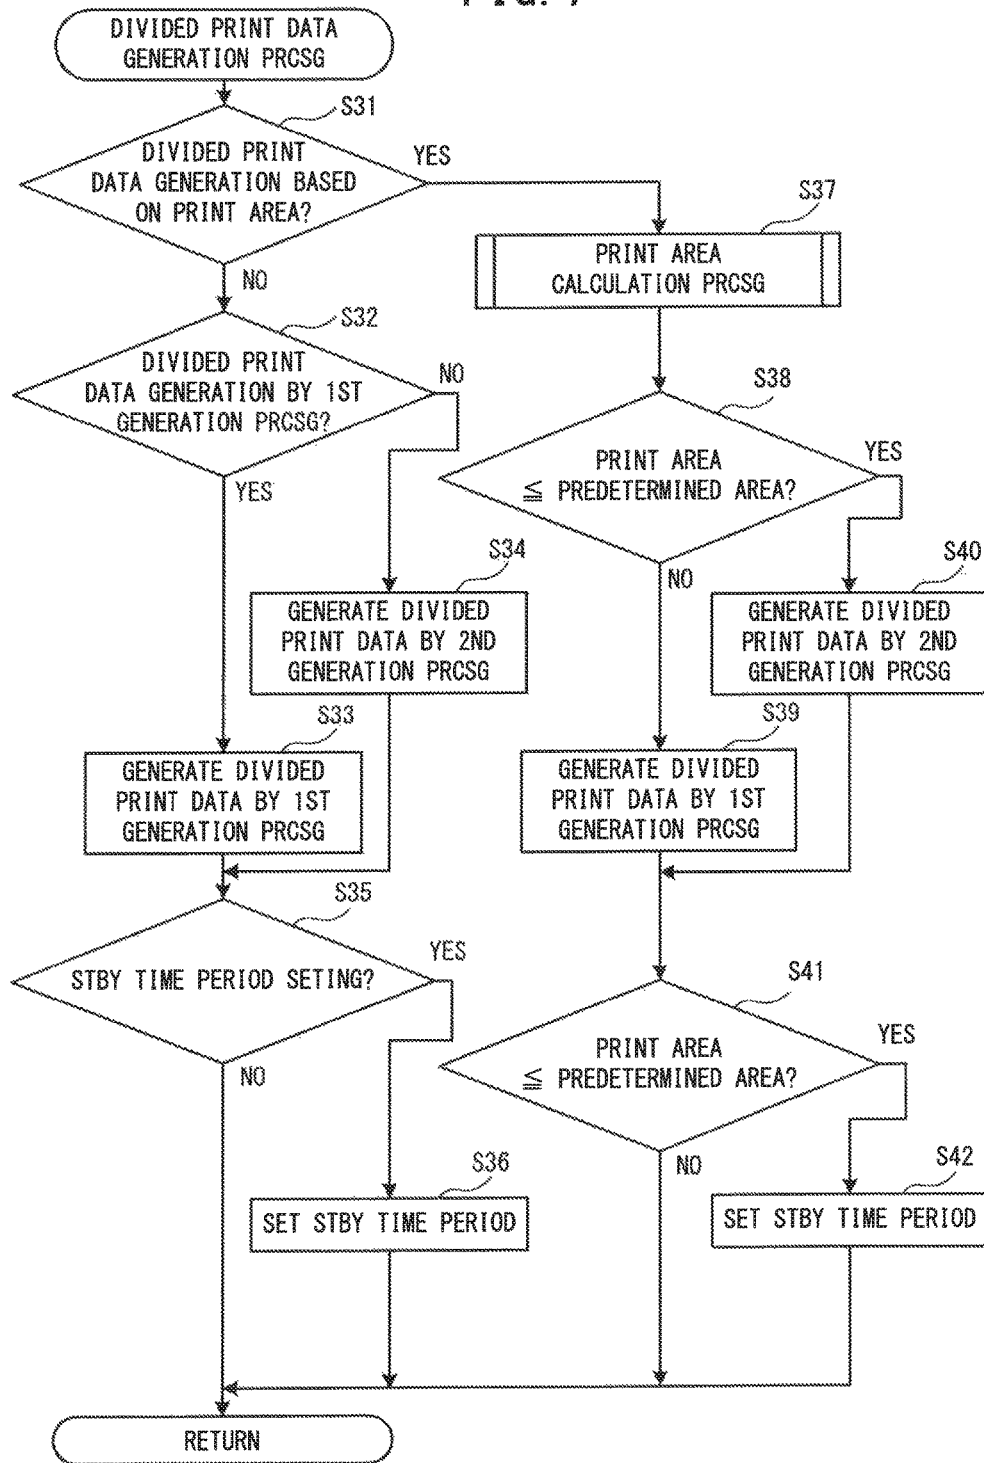 DIVIDED PRINT DATA
GENERATION PRCSG
S31
DIVIDED PRINT
DATA GENERATION BASED
ON PRINT AREA?
YES
NO
S37
PRINT AREA
CALCULATION PRCSG
S32
DIVIDED PRINT
DATA GENERATION BY 1ST
GENERATION PRCSG?
NO
YES
S38
PRINT AREA
≦ PREDETERMINED AREA?
YES
NO
S34
GENERATE DIVIDED
PRINT DATA BY 2ND
GENERATION PRCSG
S40
GENERATE DIVIDED
PRINT DATA BY 2ND
GENERATION PRCSG
S33
GENERATE DIVIDED
PRINT DATA BY 1ST
GENERATION PRCSG
S39
GENERATE DIVIDED
PRINT DATA BY 1ST
GENERATION PRCSG
S35
STBY TIME PERIOD SETING?
YES
NO
S41
PRINT AREA
≦ PREDETERMINED AREA?
YES
NO
S36
SET STBY TIME PERIOD
S42
SET STBY TIME PERIOD
RETURN